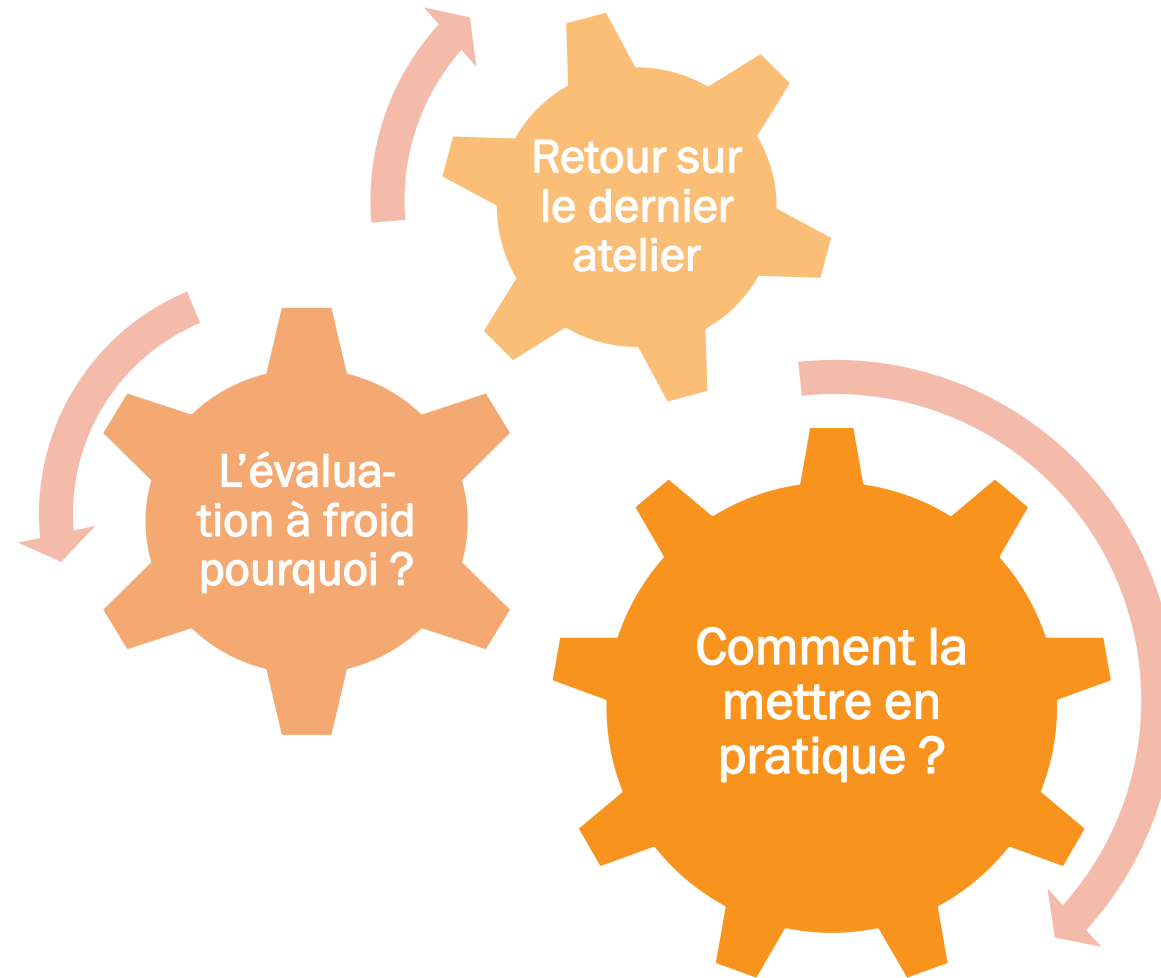 Retour sur
le dernier
atelier
L’évalua-
tion à froid
pourquoi ?
Comment la
mettre en
pratique ?